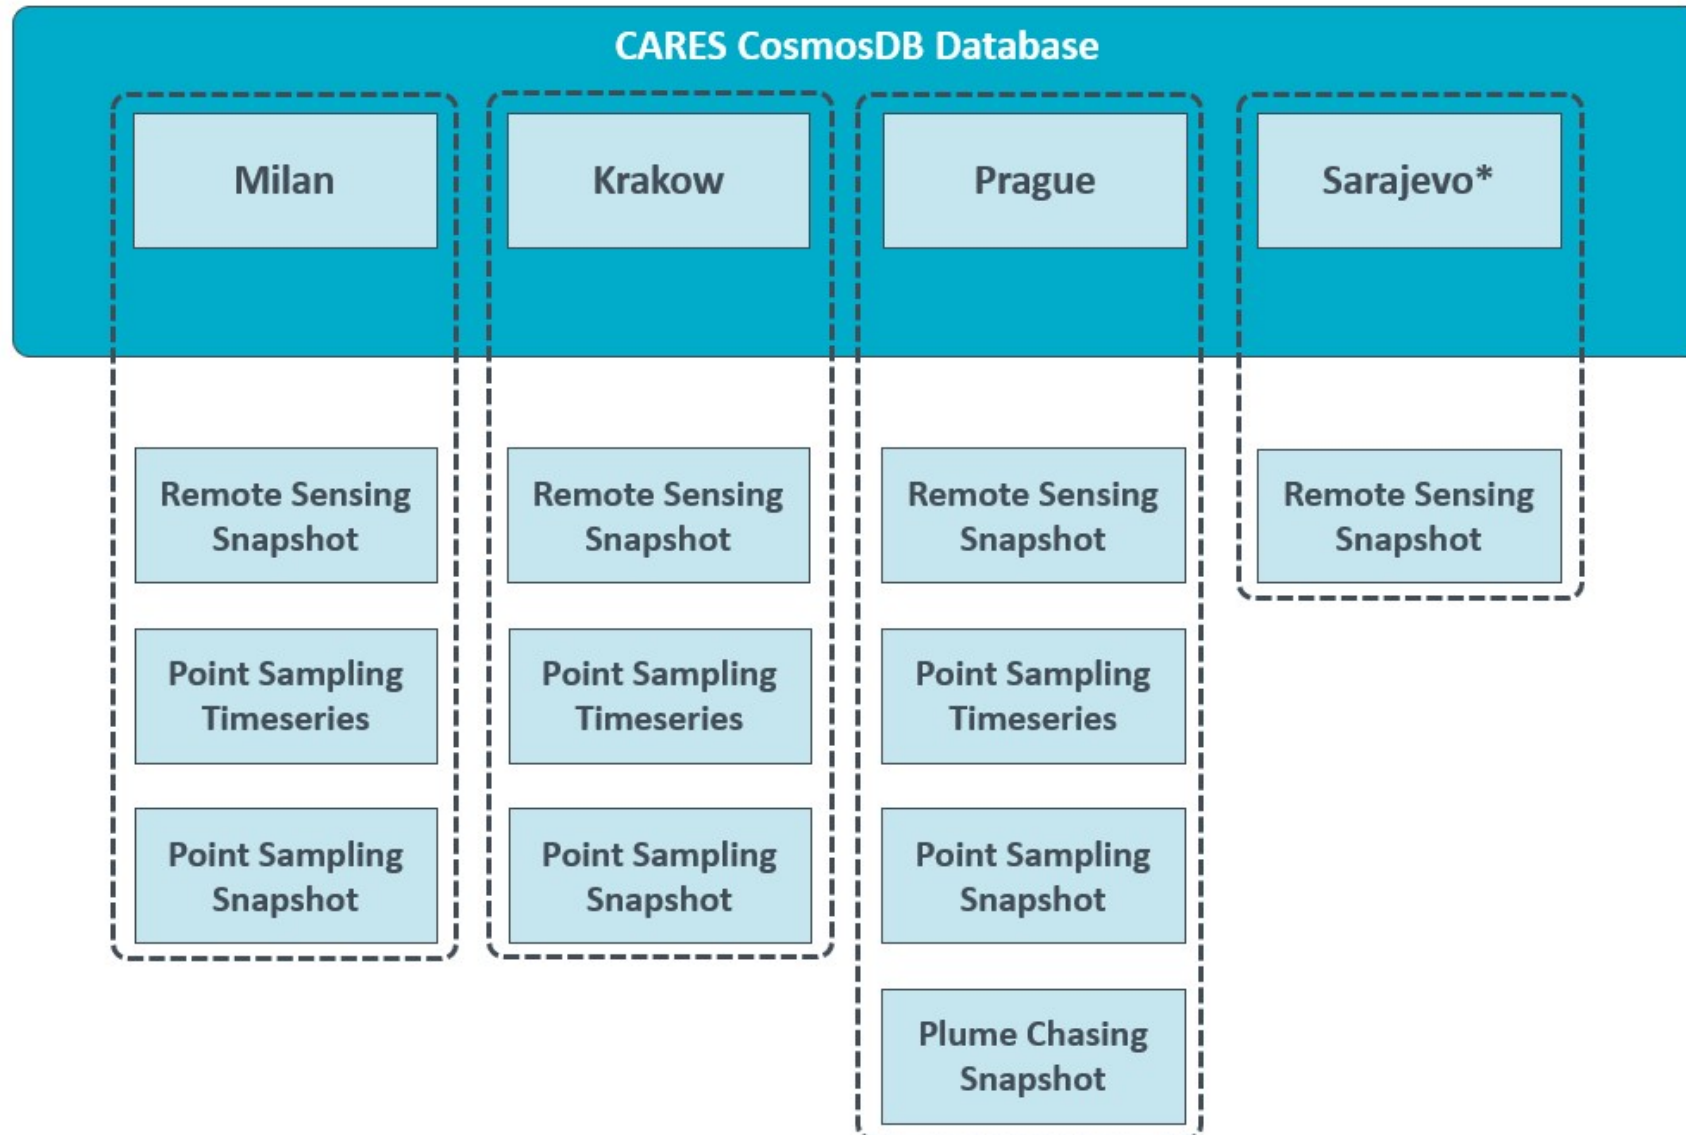 CARES CosmosDB Database
Milan
Krakow
Prague
Sarajevo*
Remote Sensing
Snapshot
Remote Sensing
Snapshot
Remote Sensing
Snapshot
Remote Sensing
Snapshot
Point Sampling
Timeseries
Point Sampling
Timeseries
Point Sampling
Timeseries
Point Sampling
Snapshot
Point Sampling
Snapshot
Point Sampling
Snapshot
Plume Chasing
Snapshot